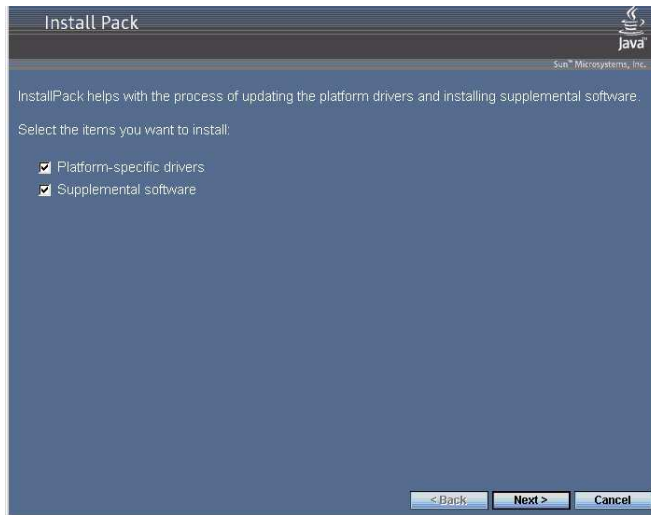 Install Pack
Java™
Sun™ Microsystems, Inc.
InstallPack helps with the process of updating the platform drivers and installing supplemental software.
Select the items you want to install:
Platform-specific drivers
Supplemental software
< Back
Next >
Cancel